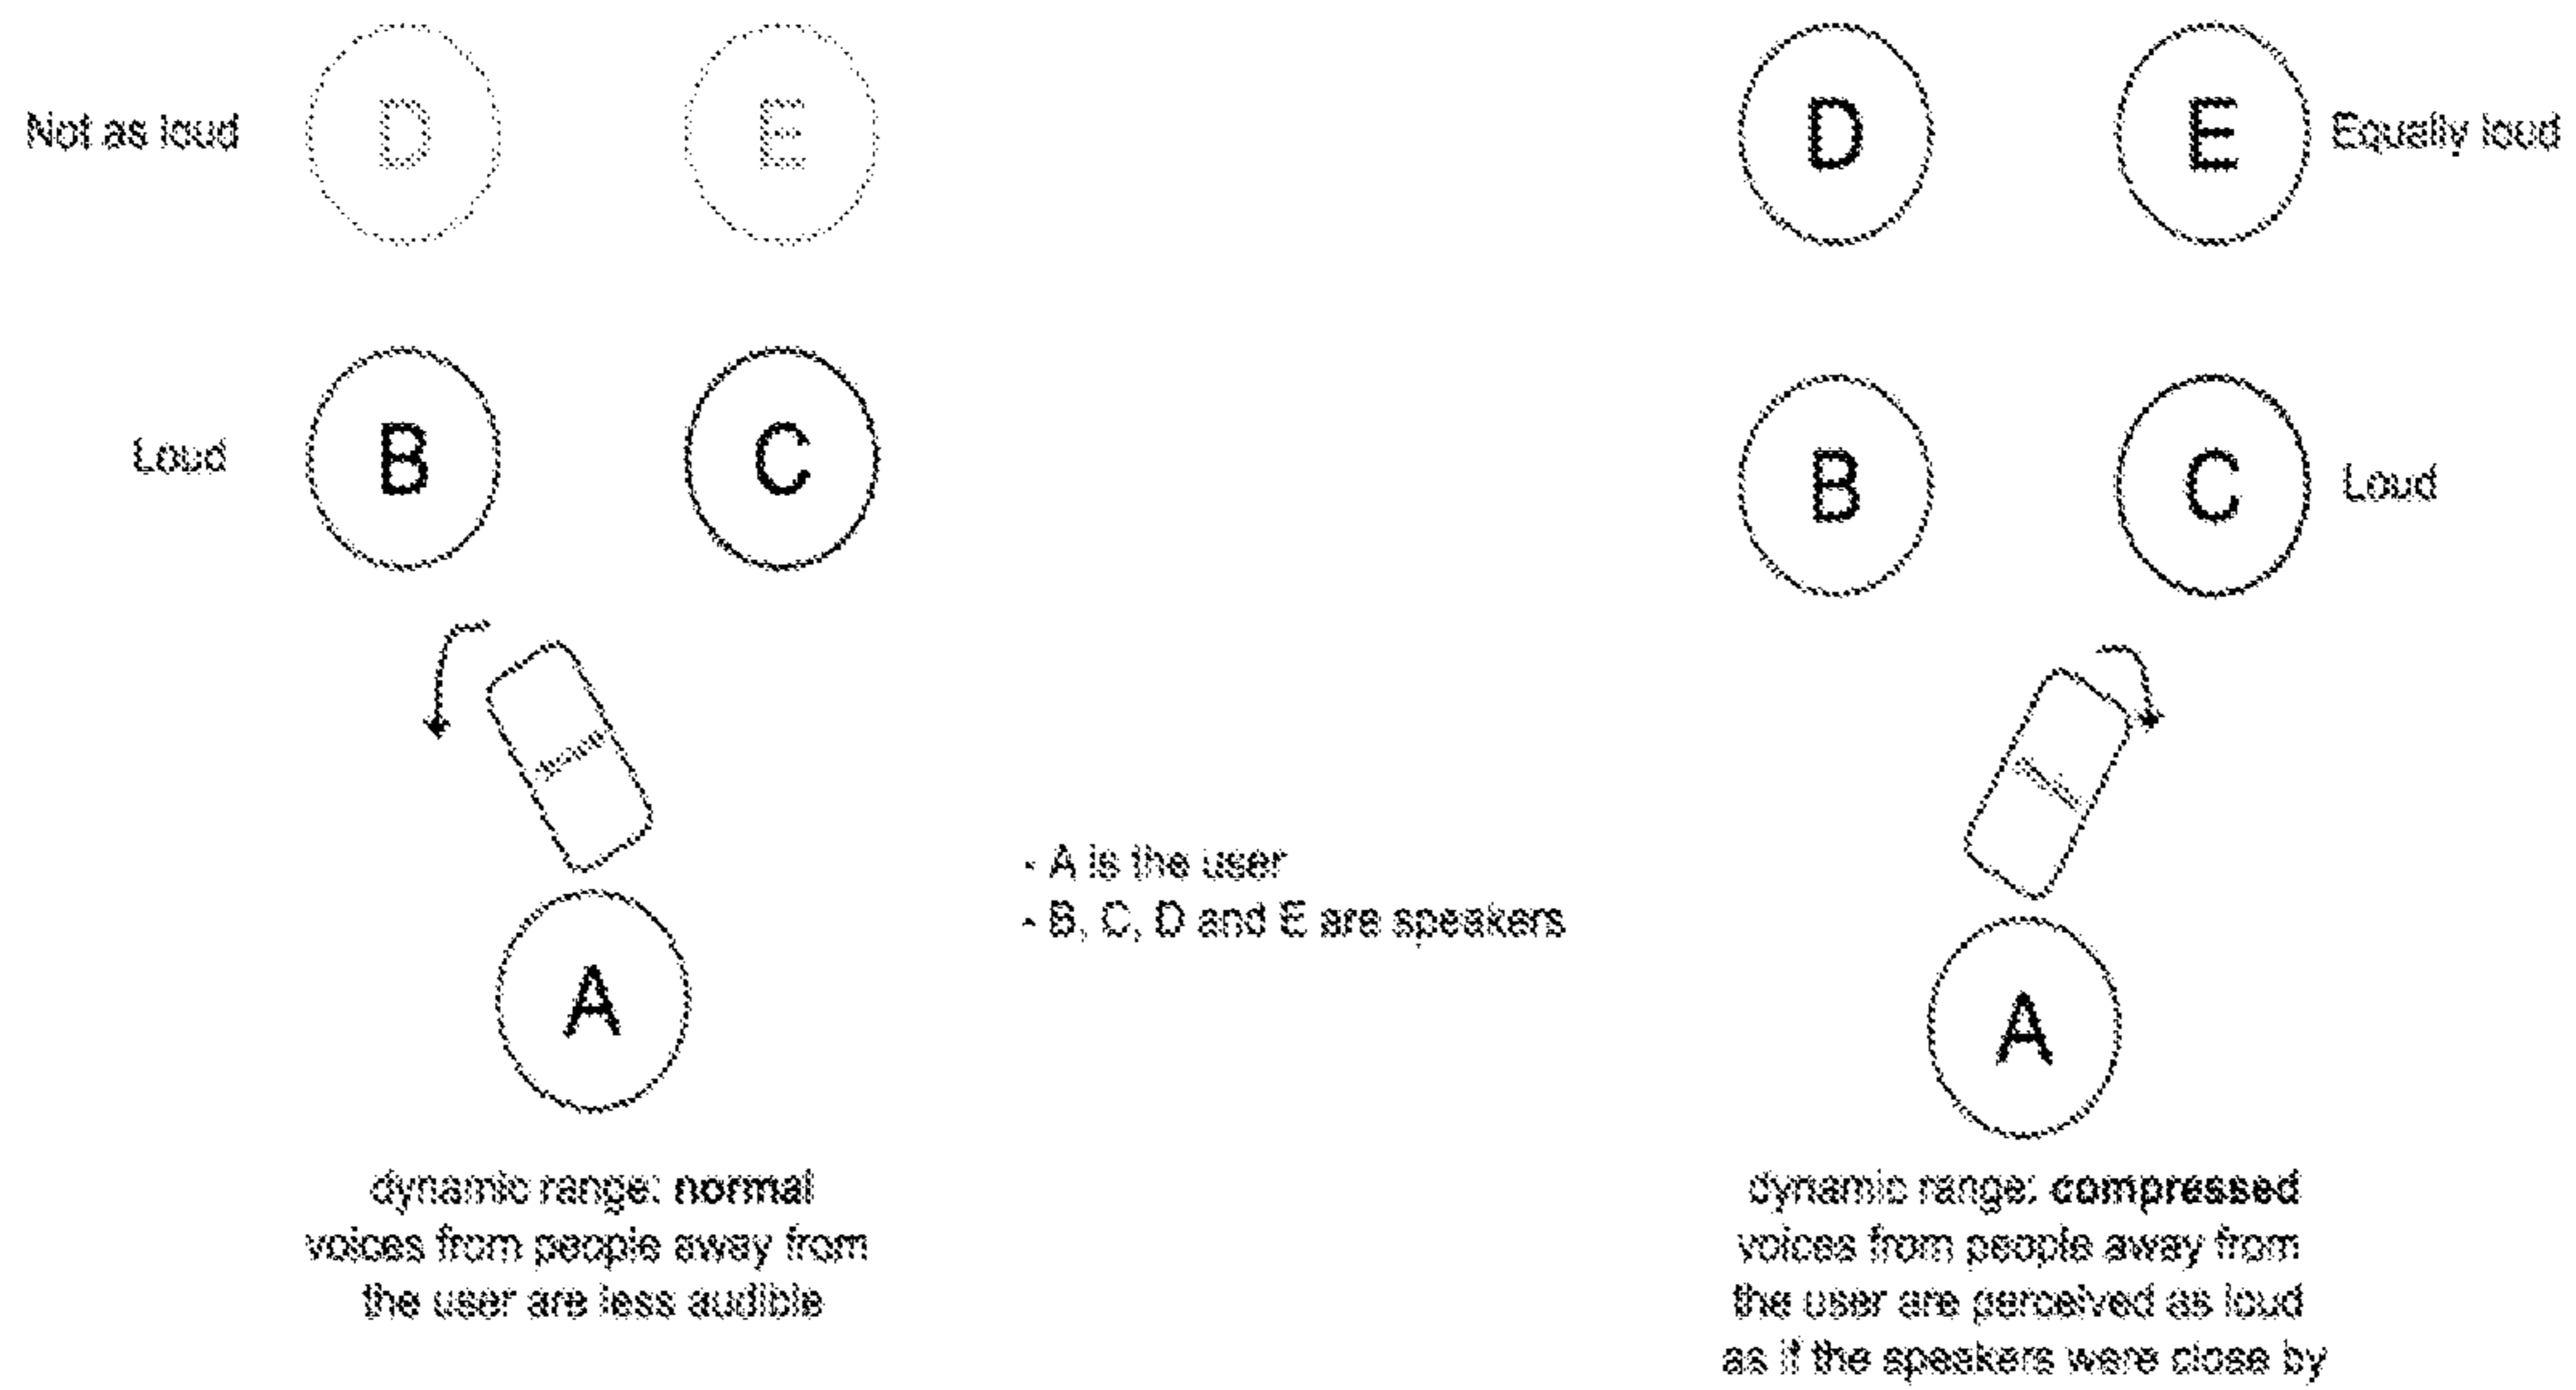 Not as loud
D
E
D
E
Equally loud
Loud
B
C
B
C
Loud
- A is the user
- B, C, D and E are speakers
A
A
dynamic range: normal
voices from people away from
the user are less audible
dynamic range: compressed
voices from people away from
the user are perceived as loud
as if the speakers were close by